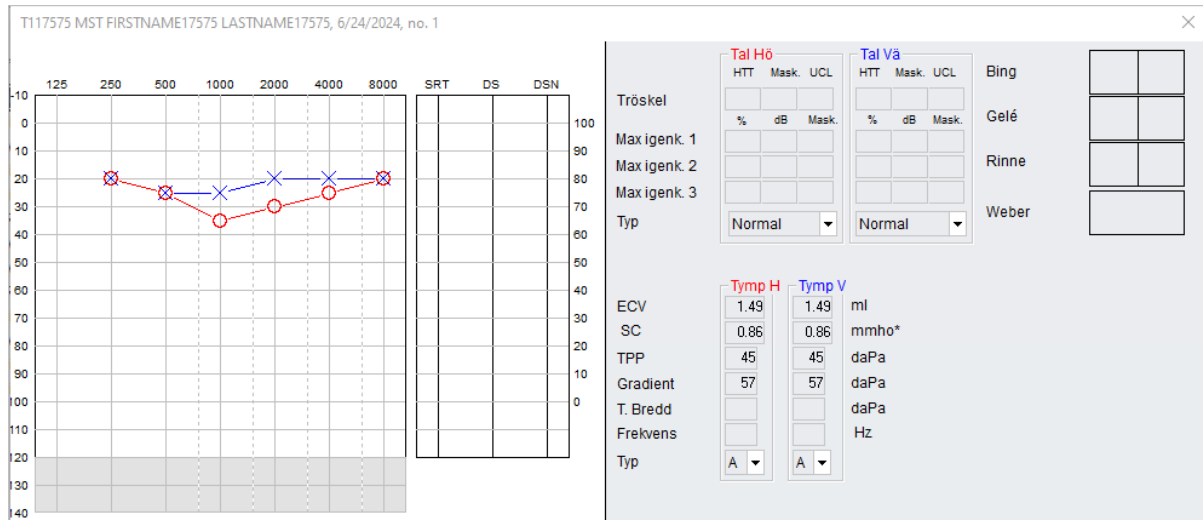 T117575 MST FIRSTNAME17575 LASTNAME17575, 6/24/2024, no. 1
125 250 500 1000 2000 4000 8000 SRT DS DSN
-10
0 100
10 90
20 80
30 70
40 60
50 50
60 40
70 30
80 20
90 10
100 0
110
120
130
140
Tal Hö Tal Vä
HTT Mask. UCL HTT Mask. UCL Bing
Tröskel
% dB Mask. % dB Mask. Gelé
Max igenk. 1
Max igenk. 2 Rinne
Max igenk. 3
Typ Normal Normal Weber
Tymp H Tymp V
ECV 1.49 1.49 ml
SC 0.86 0.86 mmho*
TPP 45 45 daPa
Gradient 57 57 daPa
T. Bredd daPa
Frekvens Hz
Typ A A